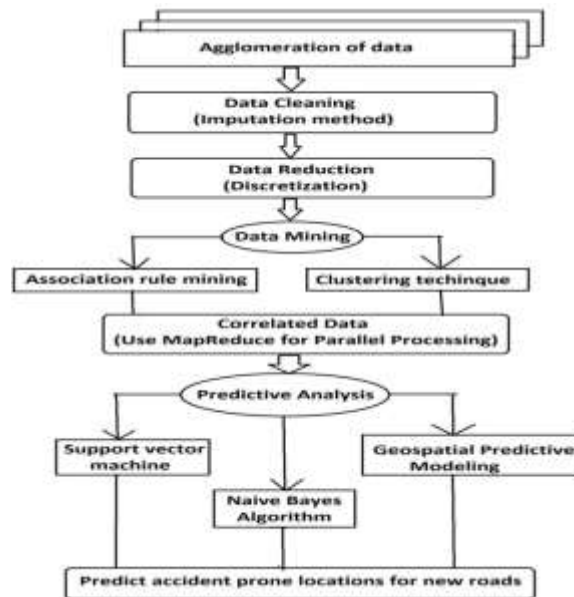 Agglomeration of data
Data Cleaning
(Imputation method)
Data Reduction
(Discretization)
Data Mining
Association rule mining
Clustering techinque
Correlated Data
(Use MapReduce for Parallel Processing)
Predictive Analysis
Support vector
machine
Geospatial Predictive
Modeling
Naive Bayes
Algorithm
Predict accident prone locations for new roads